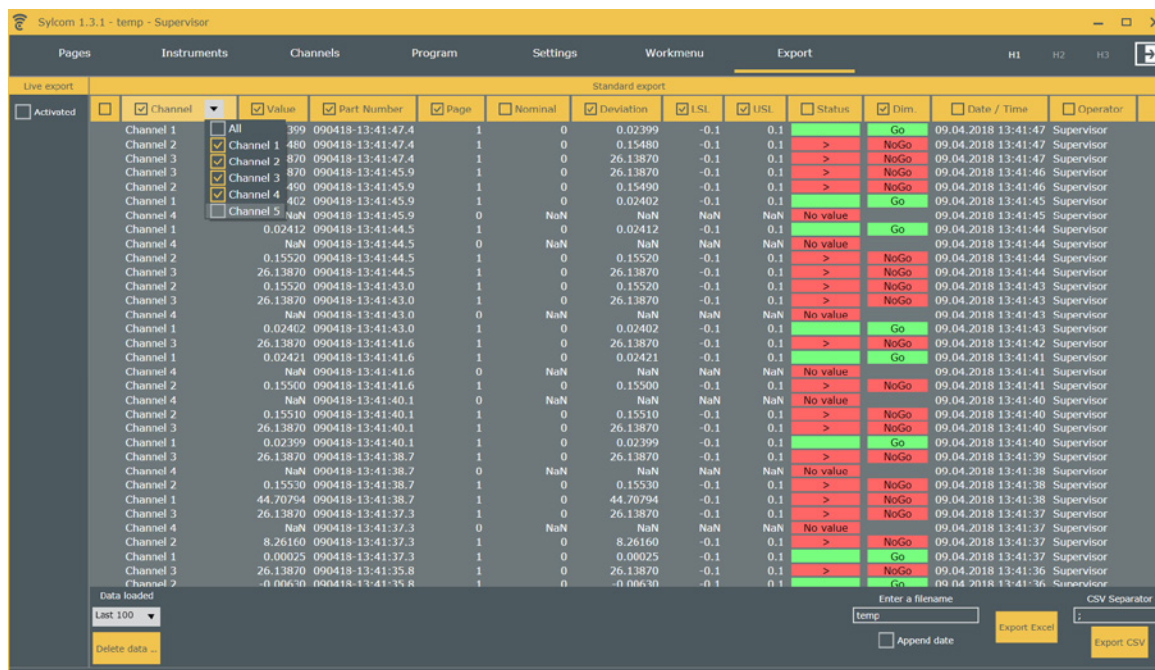 Sylcom 1.3.1 - temp - Supervisor
Pages Instruments Channels Program Settings Workmenu Export H1 H2 H3
Live export Standard export
Activated Channel Value Part Number Page Nominal Deviation LSL USL Status Dim. Date / Time Operator
Channel 1 All 399 090418-13:41:47.4 1 0 0.02399 -0.1 0.1 Go 09.04.2018 13:41:47 Supervisor
Channel 2 Channel 1 480 090418-13:41:47.4 1 0 0.15480 -0.1 0.1 > NoGo 09.04.2018 13:41:47 Supervisor
Channel 3 Channel 2 870 090418-13:41:47.4 1 0 26.13870 -0.1 0.1 > NoGo 09.04.2018 13:41:47 Supervisor
Channel 3 Channel 3 870 090418-13:41:45.9 1 0 26.13870 -0.1 0.1 > NoGo 09.04.2018 13:41:46 Supervisor
Channel 2 490 090418-13:41:45.9 1 0 0.15490 -0.1 0.1 > NoGo 09.04.2018 13:41:46 Supervisor
Channel 1 Channel 4 402 090418-13:41:45.9 1 0 0.02402 -0.1 0.1 Go 09.04.2018 13:41:45 Supervisor
Channel 4 Channel 5 NaN 090418-13:41:45.9 0 NaN NaN NaN NaN No value 09.04.2018 13:41:45 Supervisor
Channel 1 0.02412 090418-13:41:44.5 1 0 0.02412 -0.1 0.1 Go 09.04.2018 13:41:44 Supervisor
Channel 4 NaN 090418-13:41:44.5 0 NaN NaN NaN NaN No value 09.04.2018 13:41:44 Supervisor
Channel 2 0.15520 090418-13:41:44.5 1 0 0.15520 -0.1 0.1 > NoGo 09.04.2018 13:41:44 Supervisor
Channel 3 26.13870 090418-13:41:44.5 1 0 26.13870 -0.1 0.1 > NoGo 09.04.2018 13:41:44 Supervisor
Channel 2 0.15520 090418-13:41:43.0 1 0 0.15520 -0.1 0.1 > NoGo 09.04.2018 13:41:43 Supervisor
Channel 3 26.13870 090418-13:41:43.0 1 0 26.13870 -0.1 0.1 > NoGo 09.04.2018 13:41:43 Supervisor
Channel 4 NaN 090418-13:41:43.0 0 NaN NaN NaN NaN No value 09.04.2018 13:41:43 Supervisor
Channel 1 0.02402 090418-13:41:43.0 1 0 0.02402 -0.1 0.1 Go 09.04.2018 13:41:43 Supervisor
Channel 3 26.13870 090418-13:41:41.6 1 0 26.13870 -0.1 0.1 > NoGo 09.04.2018 13:41:42 Supervisor
Channel 1 0.02421 090418-13:41:41.6 1 0 0.02421 -0.1 0.1 Go 09.04.2018 13:41:41 Supervisor
Channel 4 NaN 090418-13:41:41.6 0 NaN NaN NaN NaN No value 09.04.2018 13:41:41 Supervisor
Channel 2 0.15500 090418-13:41:41.6 1 0 0.15500 -0.1 0.1 > NoGo 09.04.2018 13:41:41 Supervisor
Channel 4 NaN 090418-13:41:40.1 0 NaN NaN NaN NaN No value 09.04.2018 13:41:40 Supervisor
Channel 2 0.15510 090418-13:41:40.1 1 0 0.15510 -0.1 0.1 > NoGo 09.04.2018 13:41:40 Supervisor
Channel 3 26.13870 090418-13:41:40.1 1 0 26.13870 -0.1 0.1 > NoGo 09.04.2018 13:41:40 Supervisor
Channel 1 0.02399 090418-13:41:40.1 1 0 0.02399 -0.1 0.1 Go 09.04.2018 13:41:40 Supervisor
Channel 3 26.13870 090418-13:41:38.7 1 0 26.13870 -0.1 0.1 > NoGo 09.04.2018 13:41:39 Supervisor
Channel 4 NaN 090418-13:41:38.7 0 NaN NaN NaN NaN No value 09.04.2018 13:41:38 Supervisor
Channel 2 0.15530 090418-13:41:38.7 1 0 0.15530 -0.1 0.1 > NoGo 09.04.2018 13:41:38 Supervisor
Channel 1 44.70794 090418-13:41:38.7 1 0 44.70794 -0.1 0.1 > NoGo 09.04.2018 13:41:38 Supervisor
Channel 3 26.13870 090418-13:41:37.3 1 0 26.13870 -0.1 0.1 > NoGo 09.04.2018 13:41:37 Supervisor
Channel 4 NaN 090418-13:41:37.3 0 NaN NaN NaN NaN No value 09.04.2018 13:41:37 Supervisor
Channel 2 8.26160 090418-13:41:37.3 1 0 8.26160 -0.1 0.1 > NoGo 09.04.2018 13:41:37 Supervisor
Channel 1 0.00025 090418-13:41:37.3 1 0 0.00025 -0.1 0.1 Go 09.04.2018 13:41:37 Supervisor
Channel 3 26.13870 090418-13:41:35.8 1 0 26.13870 -0.1 0.1 > NoGo 09.04.2018 13:41:36 Supervisor
Channel 2 -0.00630 090418-13:41:35.8 1 0 -0.00630 -0.1 0.1 Go 09.04.2018 13:41:36 Supervisor
Data loaded Enter a filename CSV Separator
Last 100 temp ;
Export Excel
Delete data .. Append date Export CSV